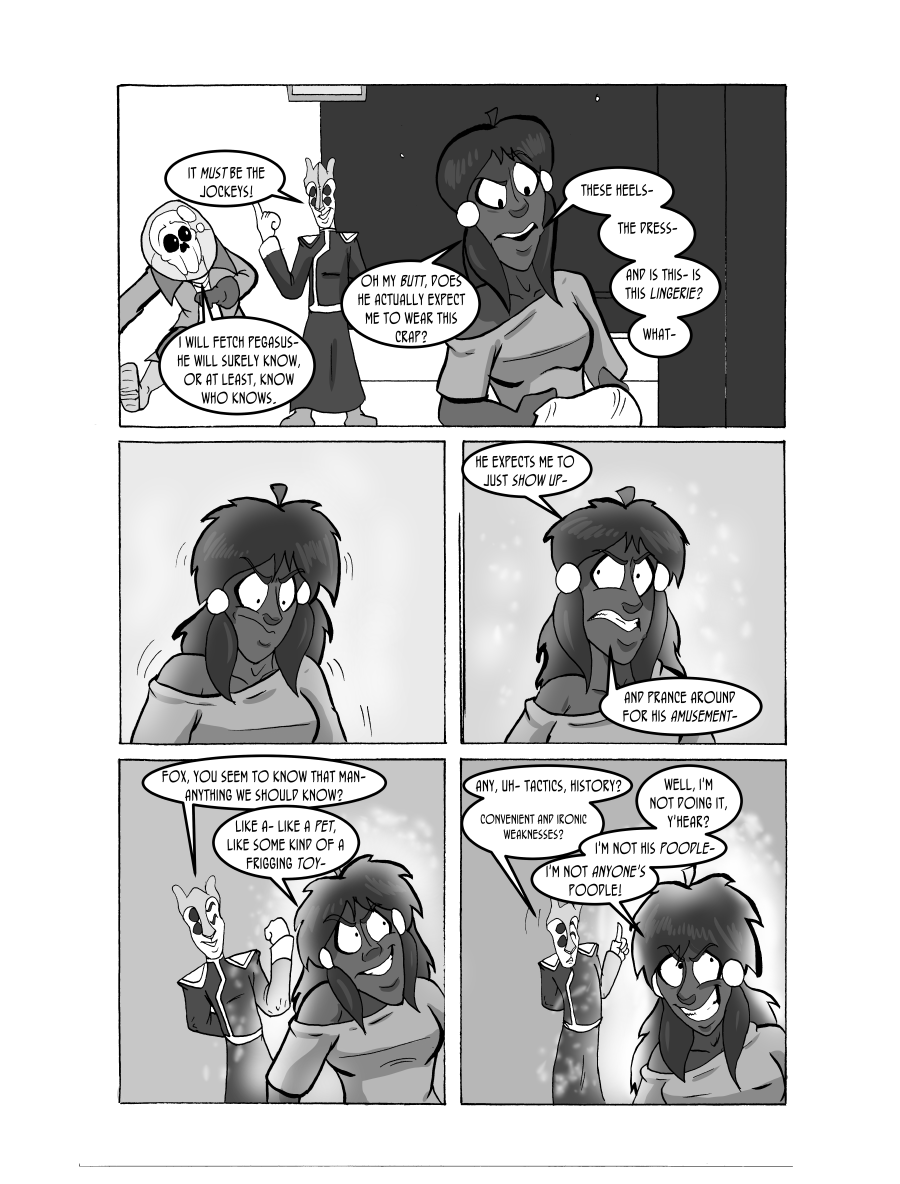 IT MUST BE THE
JOCKEYS!
I WILL FETCH PEGASUS-
HE WILL SURELY KNOW,
OR AT LEAST, KNOW
WHO KNOWS.
OH MY BUTT, DOES
HE ACTUALLY EXPECT
ME TO WEAR THIS
CRAP?
THESE HEELS-
THE DRESS-
AND IS THIS- IS
THIS LINGERIE?
WHAT-
HE EXPECTS ME TO
JUST SHOW UP-
AND PRANCE AROUND
FOR HIS AMUSEMENT-
FOX, YOU SEEM TO KNOW THAT MAN-
ANYTHING WE SHOULD KNOW?
LIKE A- LIKE A PET,
LIKE SOME KIND OF A
FRIGGING TOY-
ANY, UH- TACTICS, HISTORY?
CONVENIENT AND IRONIC
WEAKNESSES?
WELL, I'M
NOT DOING IT,
Y'HEAR?
I'M NOT HIS POODLE-
I'M NOT ANYONE'S
POODLE!